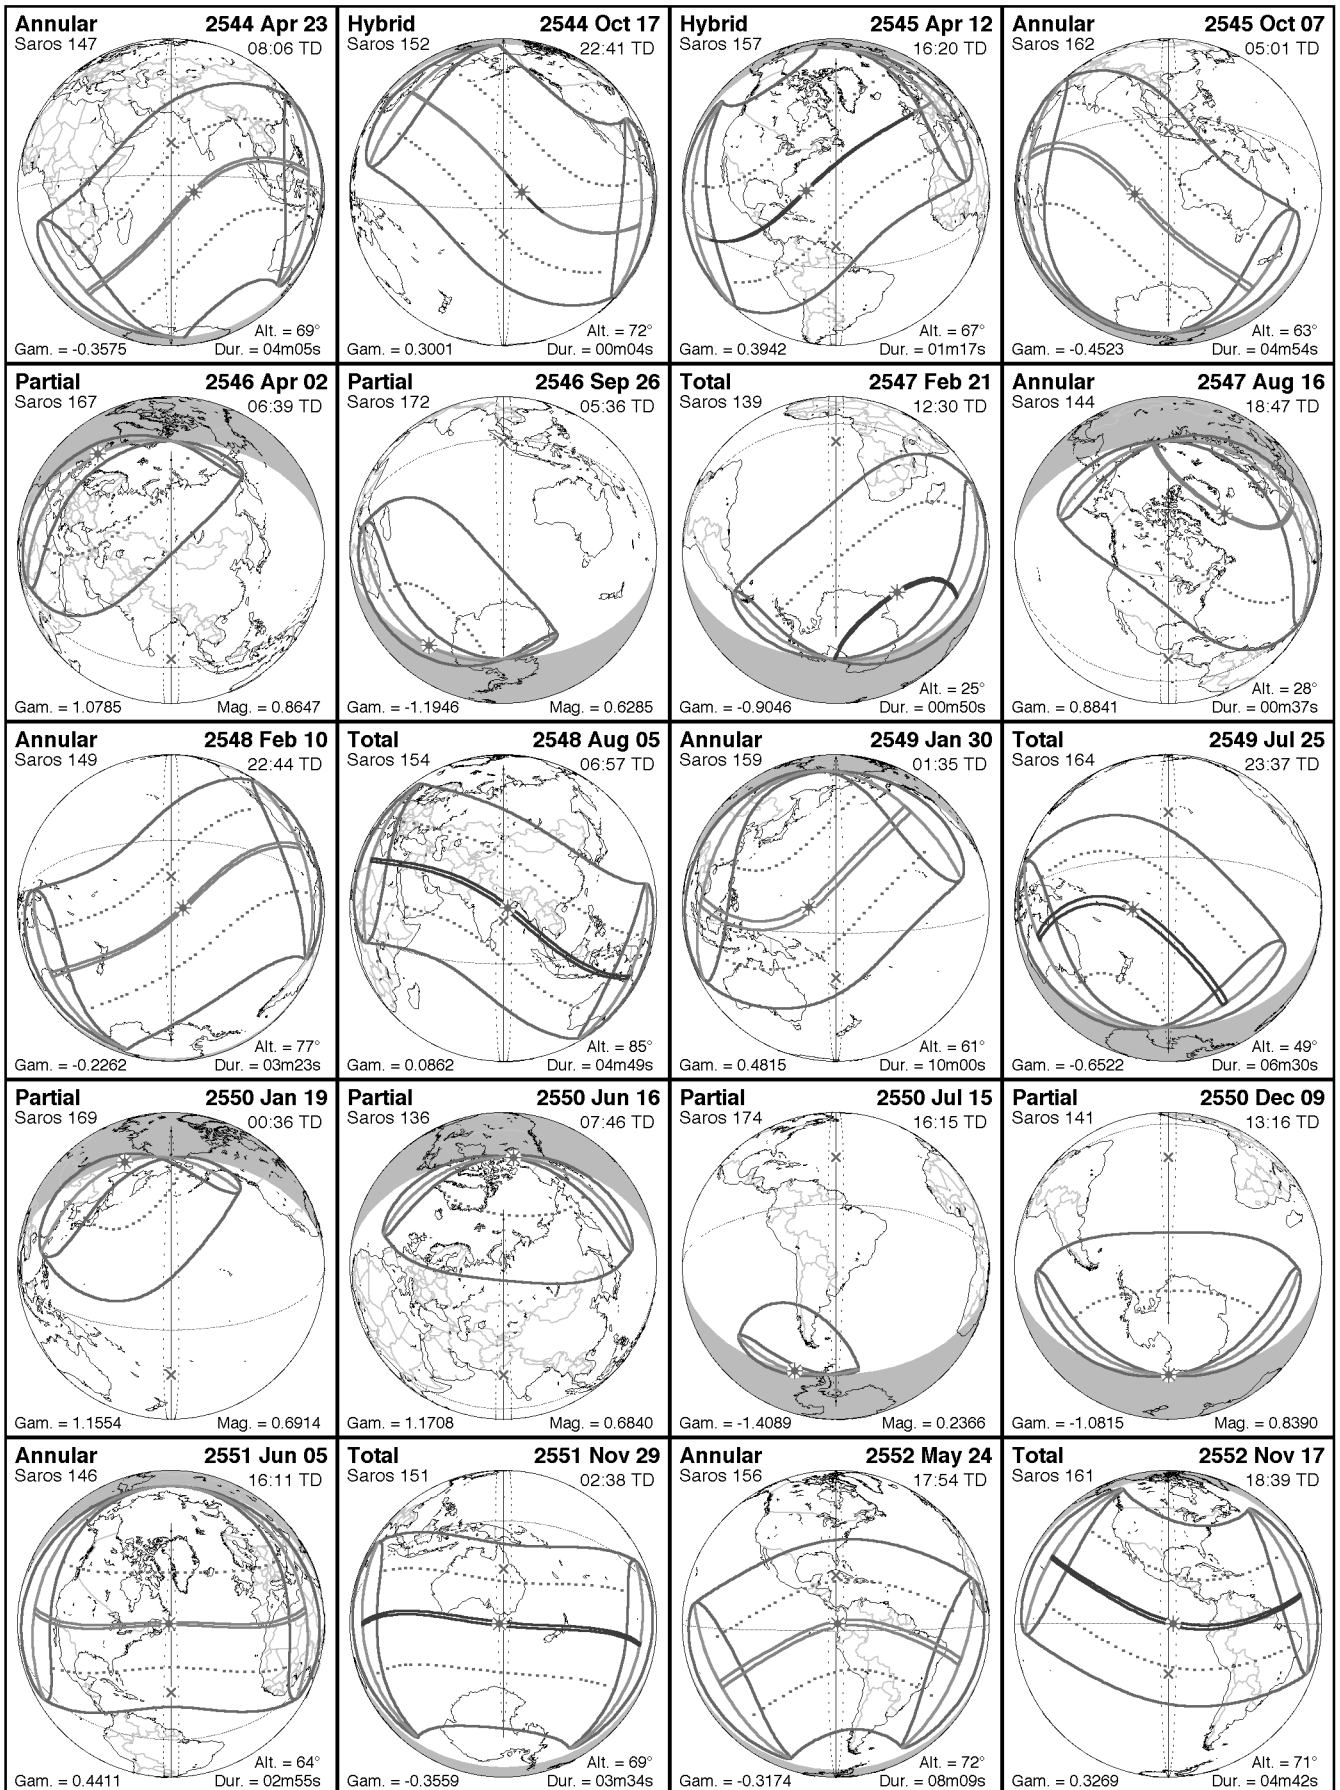 Annular 2544 Apr 23
Saros 147 08:06 TD
Alt. = 69°
Gam. = -0.3575 Dur. = 04m05s
Hybrid 2544 Oct 17
Saros 152 22:41 TD
Alt. = 72°
Gam. = 0.3001 Dur. = 00m04s
Hybrid 2545 Apr 12
Saros 157 16:20 TD
Alt. = 67°
Gam. = 0.3942 Dur. = 01m17s
Annular 2545 Oct 07
Saros 162 05:01 TD
Alt. = 63°
Gam. = -0.4523 Dur. = 04m54s
Partial 2546 Apr 02
Saros 167 06:39 TD
Gam. = 1.0785 Mag. = 0.8647
Partial 2546 Sep 26
Saros 172 05:36 TD
Gam. = -1.1946 Mag. = 0.6285
Total 2547 Feb 21
Saros 139 12:30 TD
Alt. = 25°
Gam. = -0.9046 Dur. = 00m50s
Annular 2547 Aug 16
Saros 144 18:47 TD
Alt. = 28°
Gam. = 0.8841 Dur. = 00m37s
Annular 2548 Feb 10
Saros 149 22:44 TD
Alt. = 77°
Gam. = -0.2262 Dur. = 03m23s
Total 2548 Aug 05
Saros 154 06:57 TD
Alt. = 85°
Gam. = 0.0862 Dur. = 04m49s
Annular 2549 Jan 30
Saros 159 01:35 TD
Alt. = 61°
Gam. = 0.4815 Dur. = 10m00s
Total 2549 Jul 25
Saros 164 23:37 TD
Alt. = 49°
Gam. = -0.6522 Dur. = 06m30s
Partial 2550 Jan 19
Saros 169 00:36 TD
Gam. = 1.1554 Mag. = 0.6914
Partial 2550 Jun 16
Saros 136 07:46 TD
Gam. = 1.1708 Mag. = 0.6840
Partial 2550 Jul 15
Saros 174 16:15 TD
Gam. = -1.4089 Mag. = 0.2366
Partial 2550 Dec 09
Saros 141 13:16 TD
Gam. = -1.0815 Mag. = 0.8390
Annular 2551 Jun 05
Saros 146 16:11 TD
Alt. = 64°
Gam. = 0.4411 Dur. = 02m55s
Total 2551 Nov 29
Saros 151 02:38 TD
Alt. = 69°
Gam. = -0.3559 Dur. = 03m34s
Annular 2552 May 24
Saros 156 17:54 TD
Alt. = 72°
Gam. = -0.3174 Dur. = 08m09s
Total 2552 Nov 17
Saros 161 18:39 TD
Alt. = 71°
Gam. = 0.3269 Dur. = 04m42s